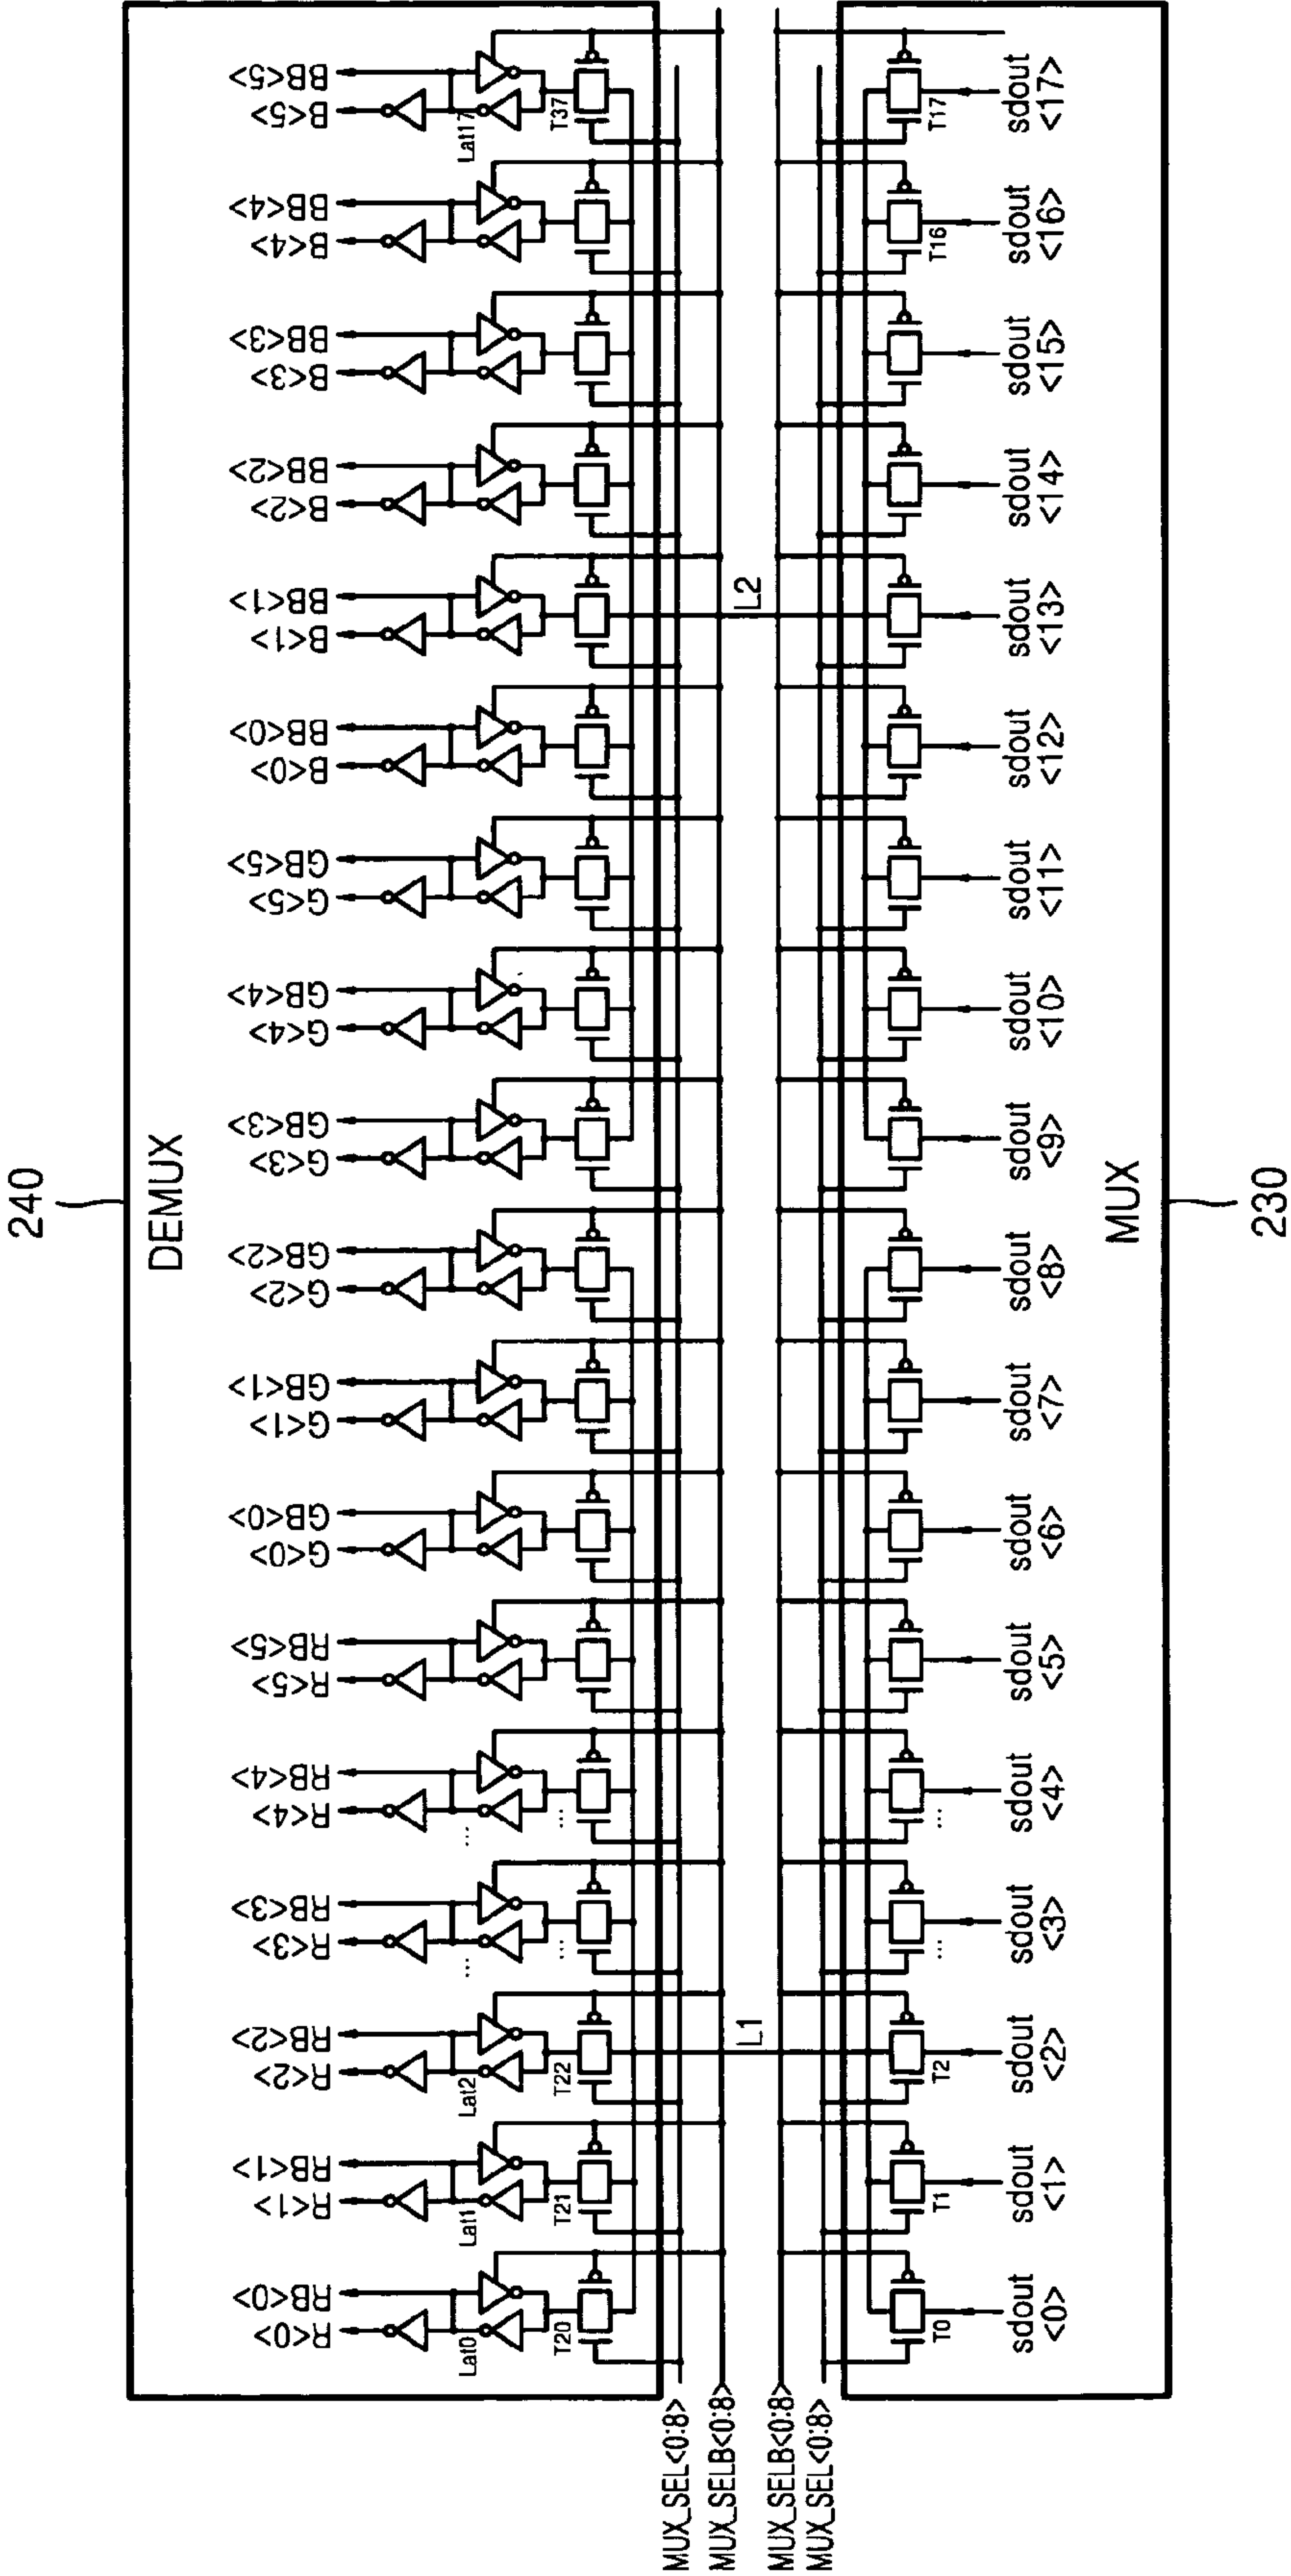 240
DEMUX
BB<5>
B<5>
Lat17
T37
BB<4>
B<4>
BB<3>
B<3>
BB<2>
B<2>
BB<1>
B<1>
BB<0>
B<0>
GB<5>
G<5>
GB<4>
G<4>
GB<3>
G<3>
GB<2>
G<2>
GB<1>
G<1>
GB<0>
G<0>
RB<5>
R<5>
RB<4>
R<4>
...
...
RB<3>
R<3>
...
...
RB<2>
R<2>
Lat2
T22
RB<1>
R<1>
Lat1
T21
RB<0>
R<0>
Lat0
T20
L2
L1
MUX_SEL<0:8>
MUX_SELB<0:8>
MUX_SELB<0:8>
MUX_SEL<0:8>
T17
sdout
<17>
T16
sdout
<16>
sdout
<15>
sdout
<14>
sdout
<13>
sdout
<12>
sdout
<11>
sdout
<10>
sdout
<9>
sdout
<8>
sdout
<7>
sdout
<6>
sdout
<5>
...
sdout
<4>
...
sdout
<3>
T2
sdout
<2>
T1
sdout
<1>
T0
sdout
<0>
MUX
230